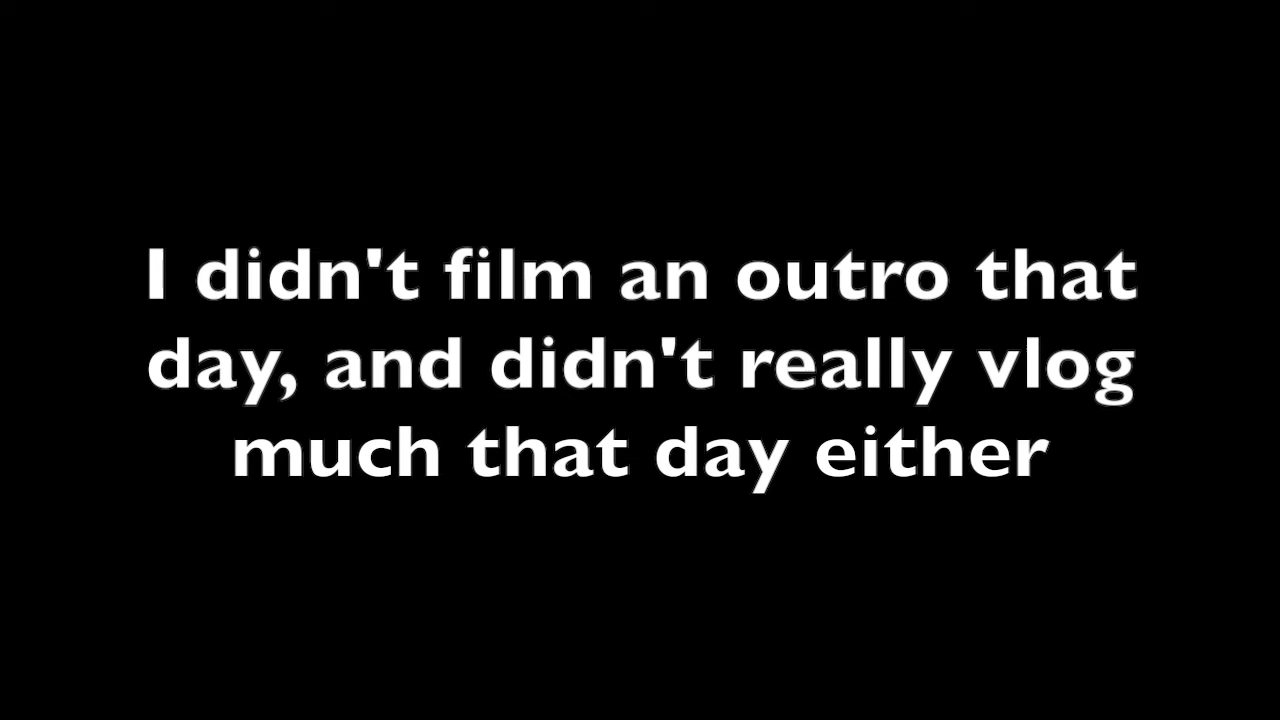 I didn't film an outro that
day, and didn't really vlog
much that day either